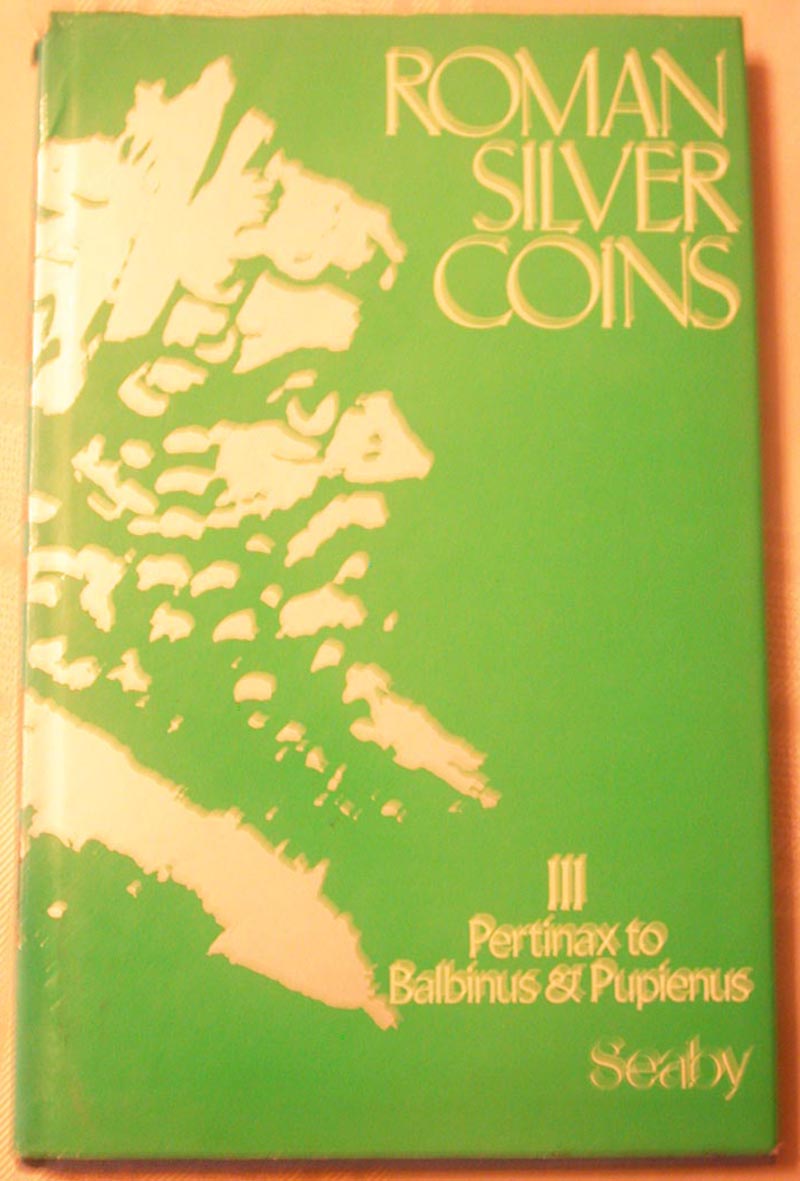 ROMAN
SILVER
COINS
III
Pertinax to
Balbinus & Pupienus
Seaby